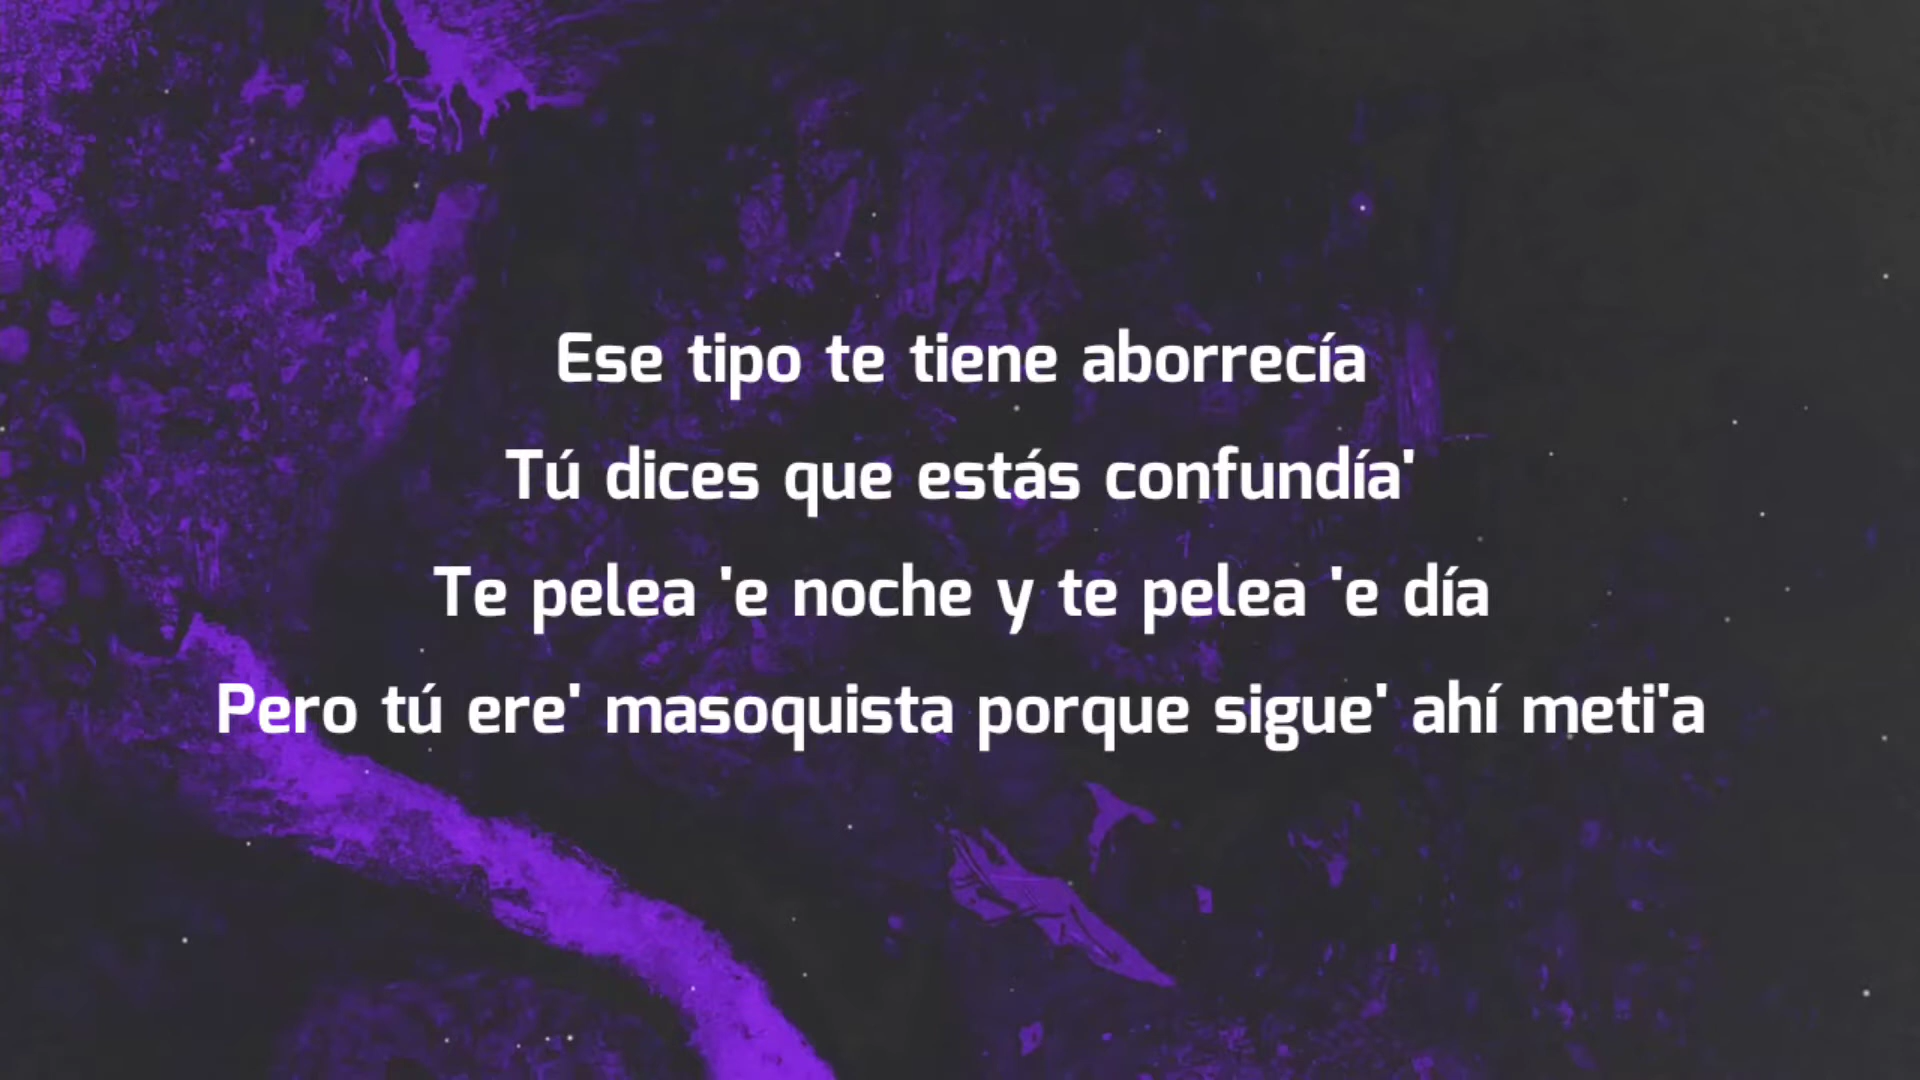 Ese tipo te tiene aborrecía
Tú dices que estás confundía'
Te pelea 'e noche y te pelea 'e día
Pero tú ere' masoquista porque sigue' ahí meti'a